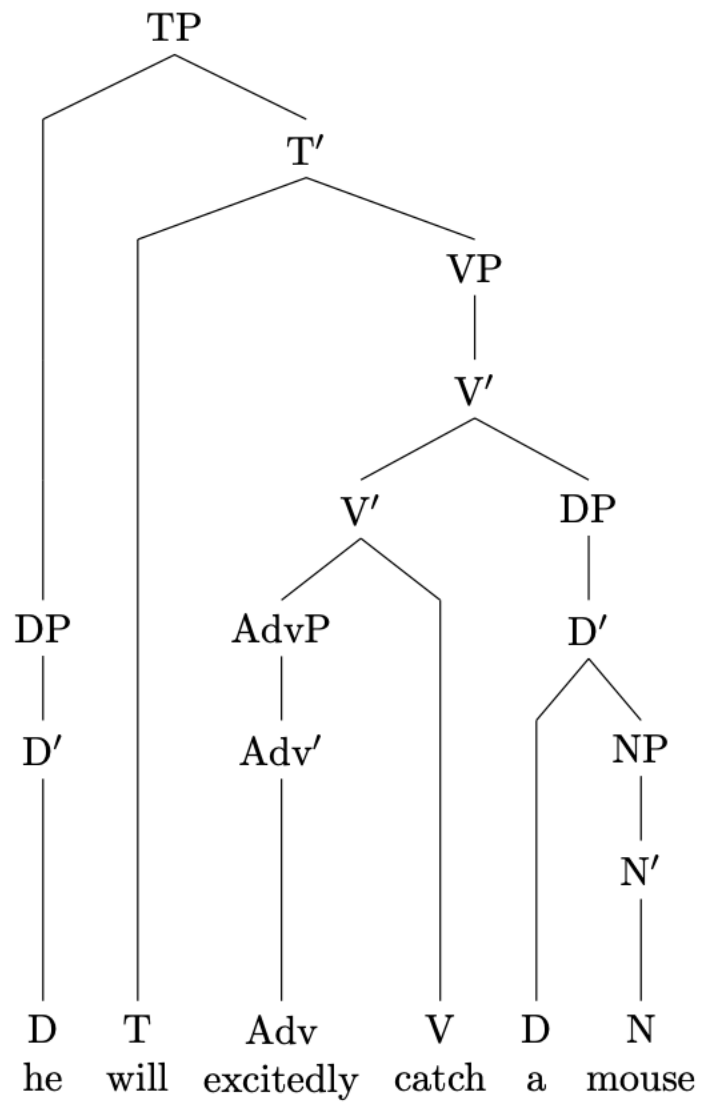 TP
T′
VP
V′
V′ DP
DP AdvP D′
D′ Adv′ NP
N′
D T Adv V D N
he will excitedly catch a mouse